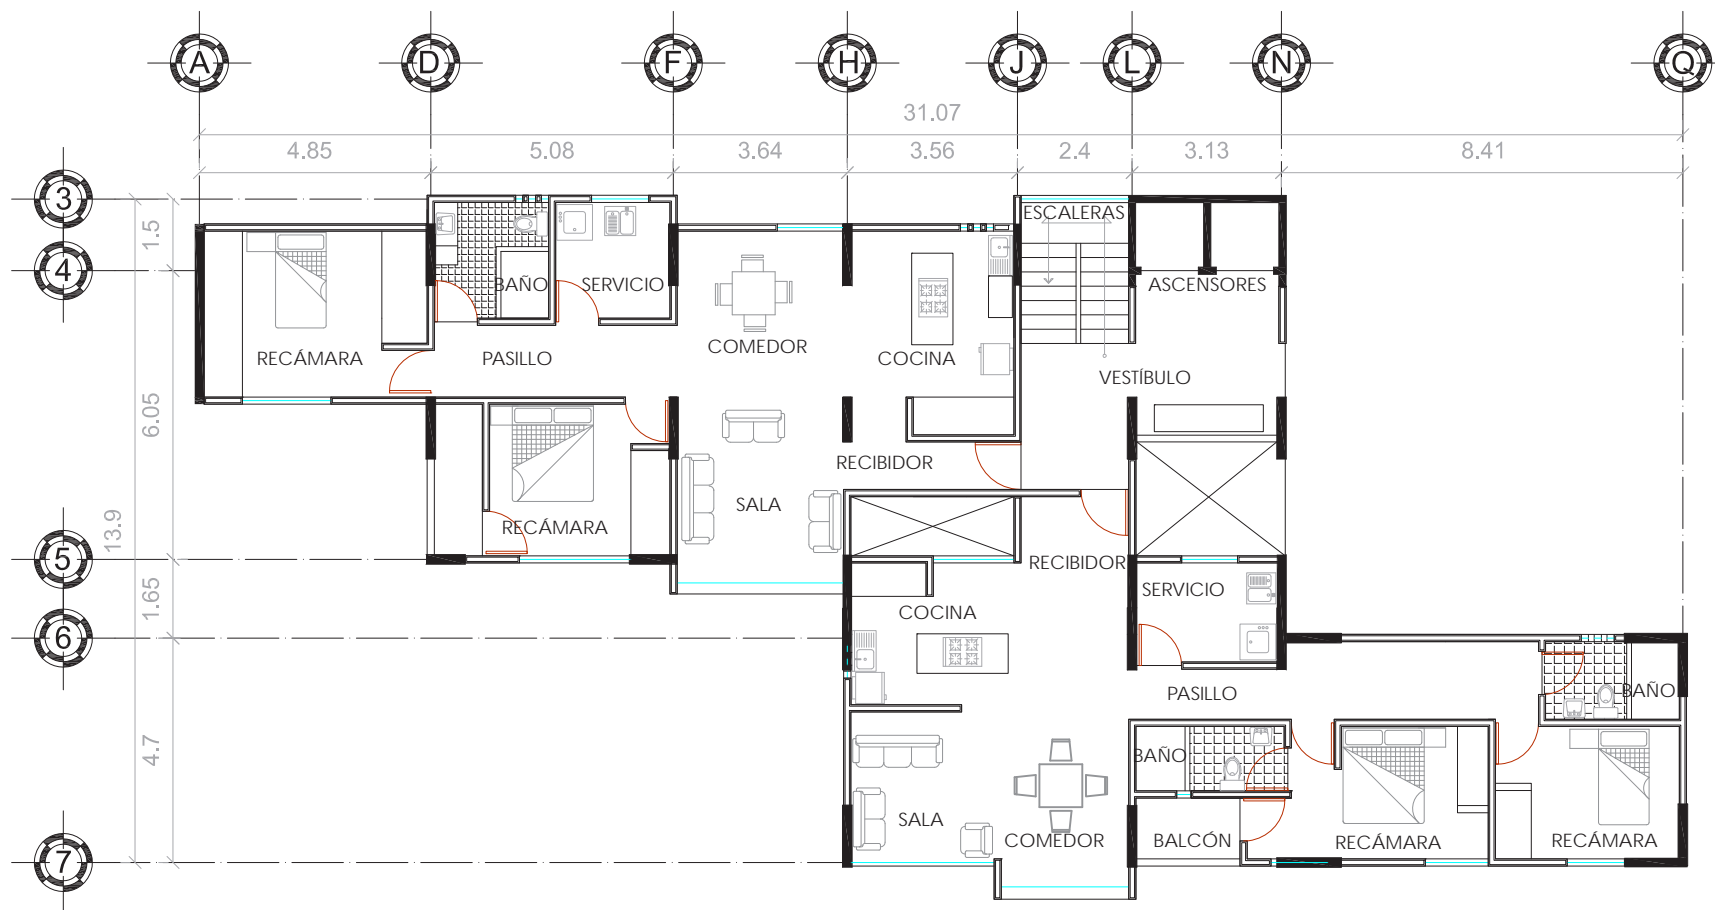 A D F H J L N Q
31.07
4.85 5.08 3.64 3.56 2.4 3.13 8.41
3
4
5
6
7
1.5
6.05
13.9
1.65
4.7
ESCALERAS
BAÑO SERVICIO ASCENSORES
RECÁMARA PASILLO COMEDOR COCINA
VESTÍBULO
RECIBIDOR
SALA
RECÁMARA
RECIBIDOR
SERVICIO
COCINA
PASILLO BAÑO
BAÑO
SALA
COMEDOR BALCÓN RECÁMARA RECÁMARA